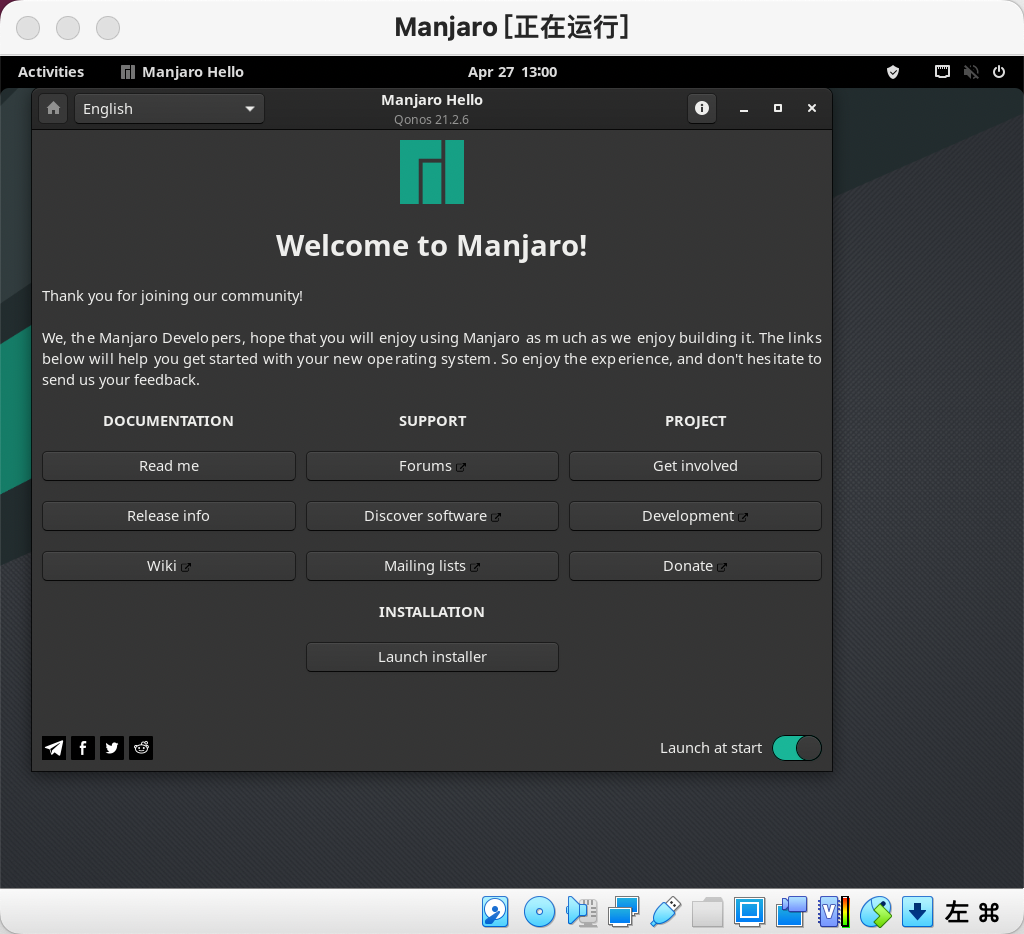 Manjaro [正在运行]
Activities Manjaro Hello Apr 27 13:00
English Manjaro Hello
Qonos 21.2.6
Welcome to Manjaro!
Thank you for joining our community!
We, the Manjaro Developers, hope that you will enjoy using Manjaro as much as we enjoy building it. The links
below will help you get started with your new operating system. So enjoy the experience, and don't hesitate to
send us your feedback.
DOCUMENTATION SUPPORT PROJECT
Read me Forums Get involved
Release info Discover software Development
Wiki Mailing lists Donate
INSTALLATION
Launch installer
Launch at start
左 ⌘